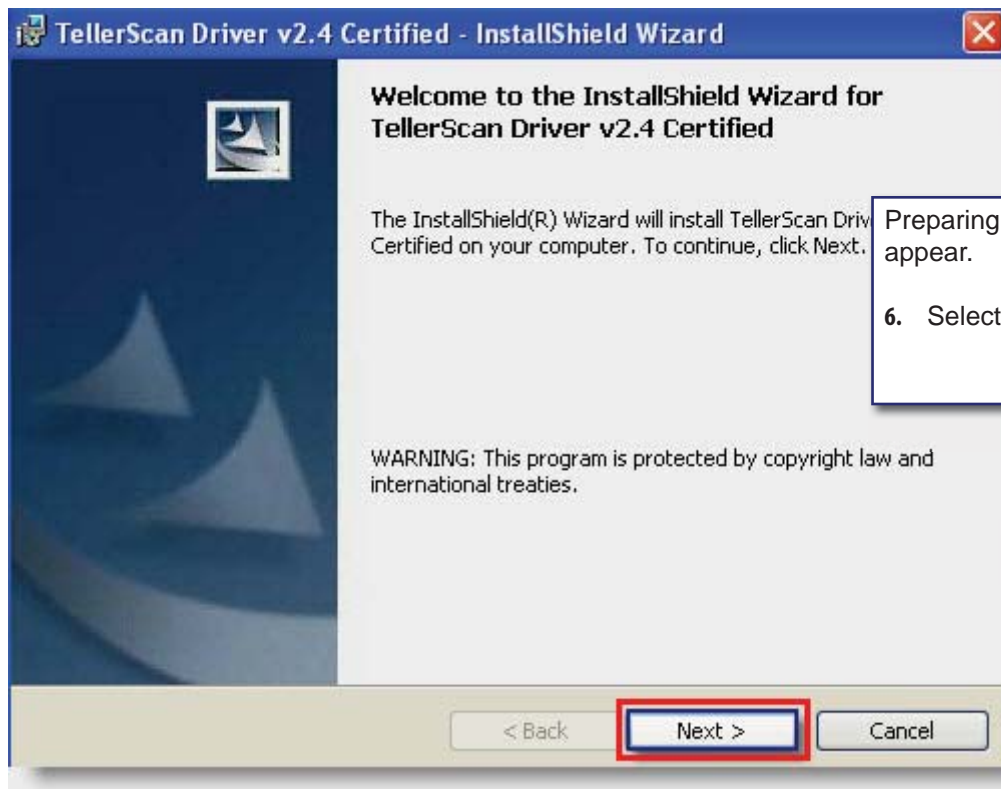 TellerScan Driver v2.4 Certified - InstallShield Wizard
Welcome to the InstallShield Wizard for
TellerScan Driver v2.4 Certified
The InstallShield(R) Wizard will install TellerScan Driv
Certified on your computer. To continue, click Next.
Preparing
appear.
6. Select
WARNING: This program is protected by copyright law and
international treaties.
< Back
Next >
Cancel